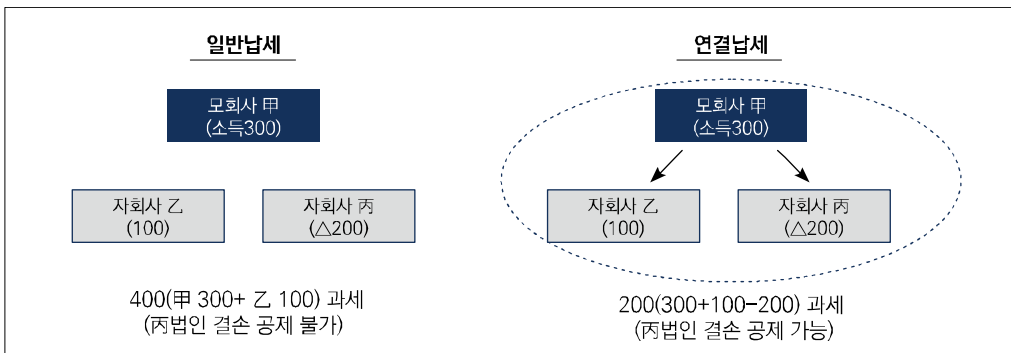 일반납세
모회사 甲
(소득300)
자회사 乙
(100)
자회사 丙
(△200)
400(甲 300+ 乙 100) 과세
(丙법인 결손 공제 불가)
연결납세
모회사 甲
(소득300)
자회사 乙
(100)
자회사 丙
(△200)
200(300+100-200) 과세
(丙법인 결손 공제 가능)